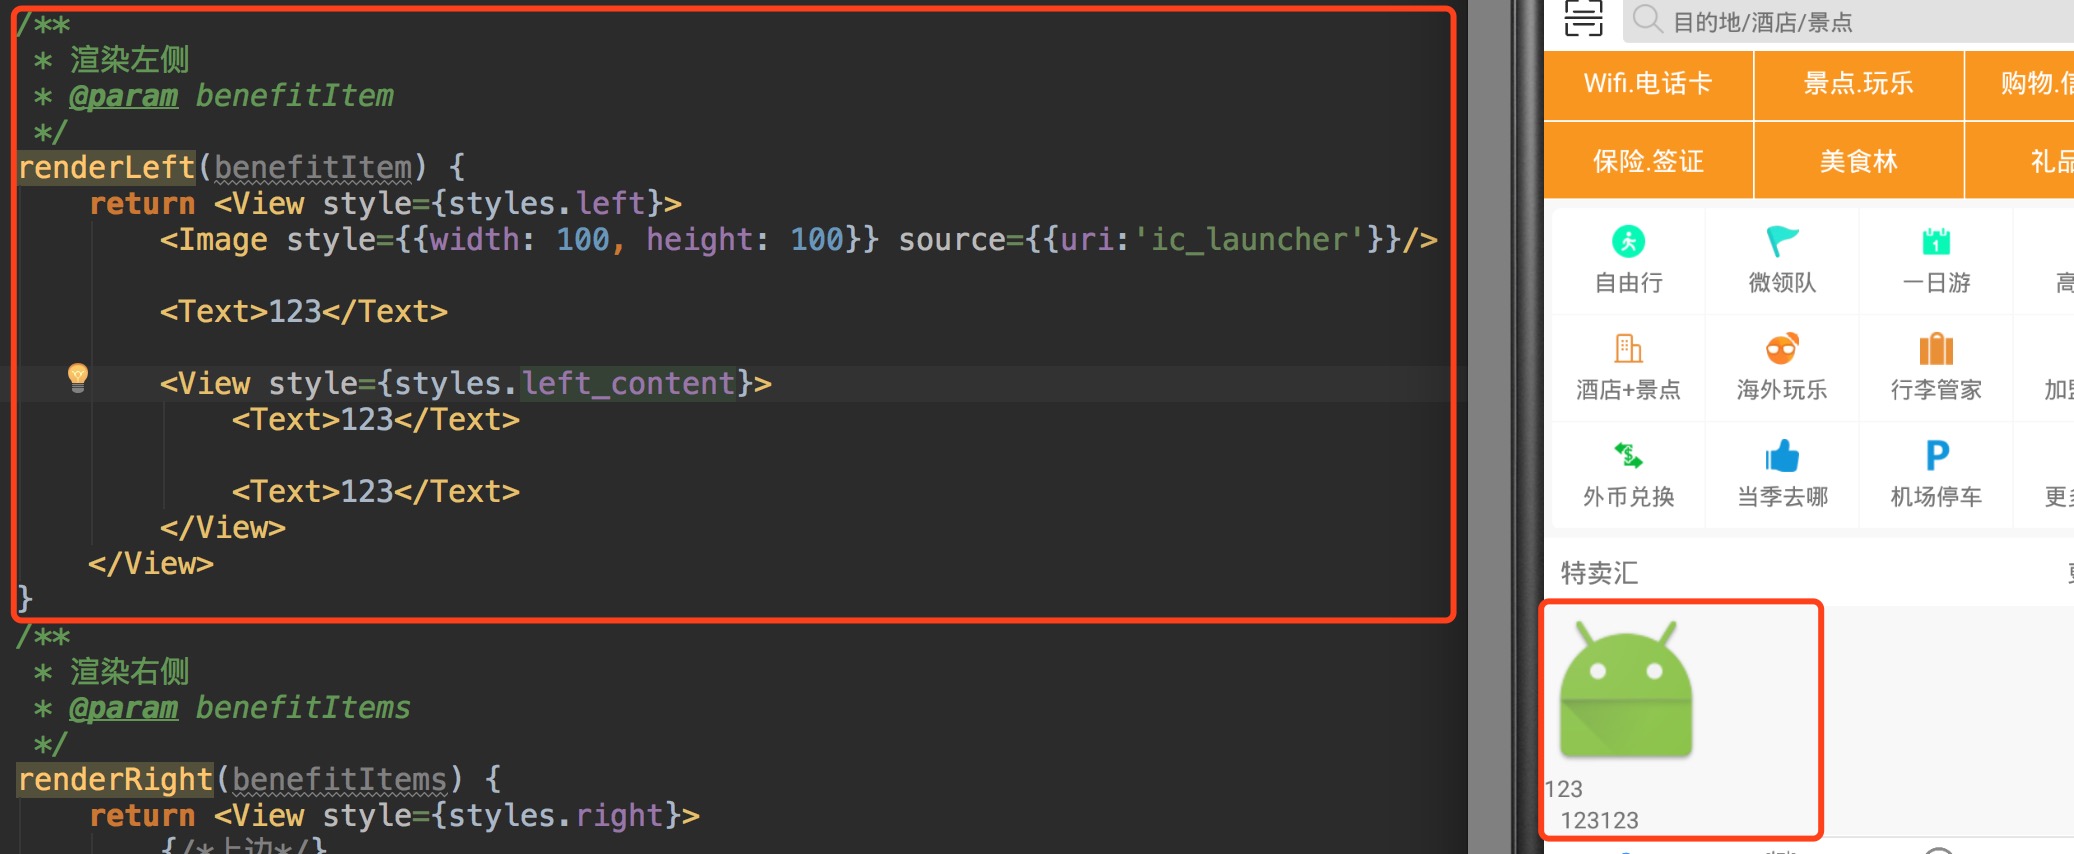 /**
 * 渲染左侧
 * @param benefitItem
 */
renderLeft(benefitItem) {
    return <View style={styles.left}>
        <Image style={{width: 100, height: 100}} source={{uri:'ic_launcher'}}/>
        <Text>123</Text>
        <View style={styles.left_content}>
            <Text>123</Text>
            <Text>123</Text>
        </View>
    </View>
}
/**
 * 渲染右侧
 * @param benefitItems
 */
renderRight(benefitItems) {
    return <View style={styles.right}>
        {/*上边*/}
目的地/酒店/景点
Wifi.电话卡 景点.玩乐 购物.
保险.签证 美食林 礼品
自由行 微领队 一日游
酒店+景点 海外玩乐 行李管家 加盟
外币兑换 当季去哪 机场停车 更多
特卖汇
123
123123